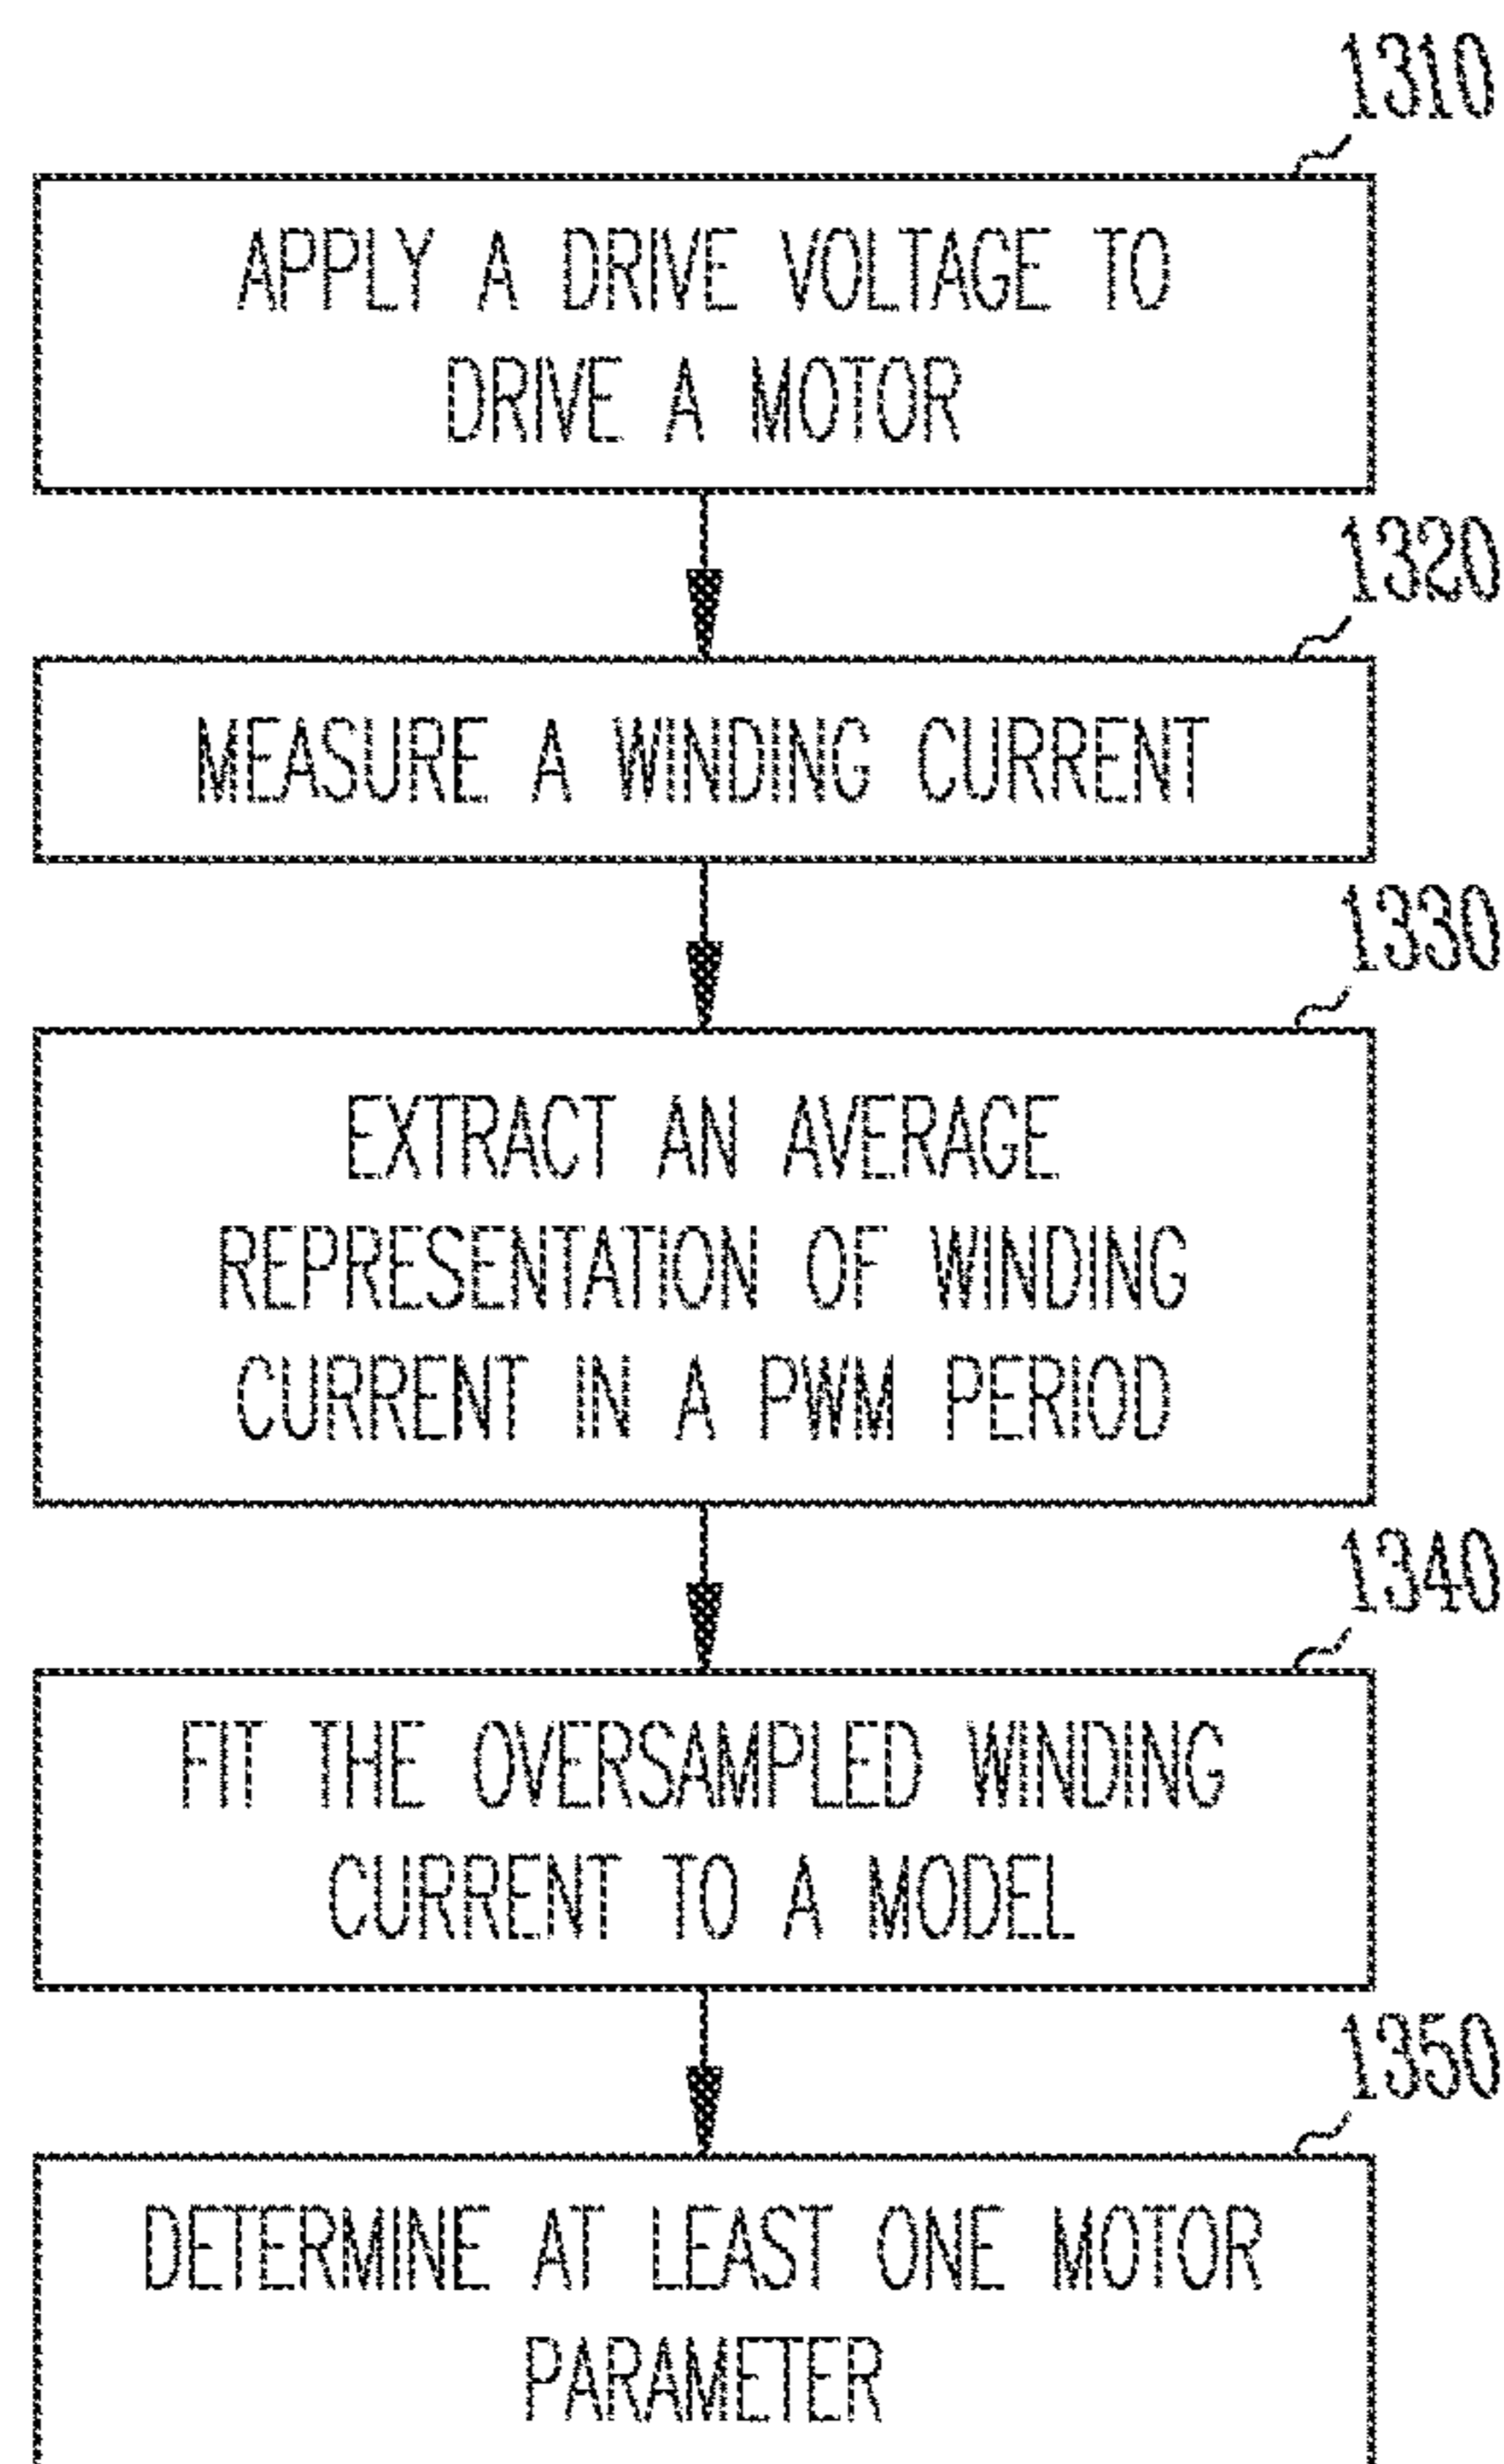 1310
APPLY A DRIVE VOLTAGE TO
DRIVE A MOTOR
1320
MEASURE A WINDING CURRENT
1330
EXTRACT AN AVERAGE
REPRESENTATION OF WINDING
CURRENT IN A PWM PERIOD
1340
FIT THE OVERSAMPLED WINDING
CURRENT TO A MODEL
1350
DETERMINE AT LEAST ONE MOTOR
PARAMETER